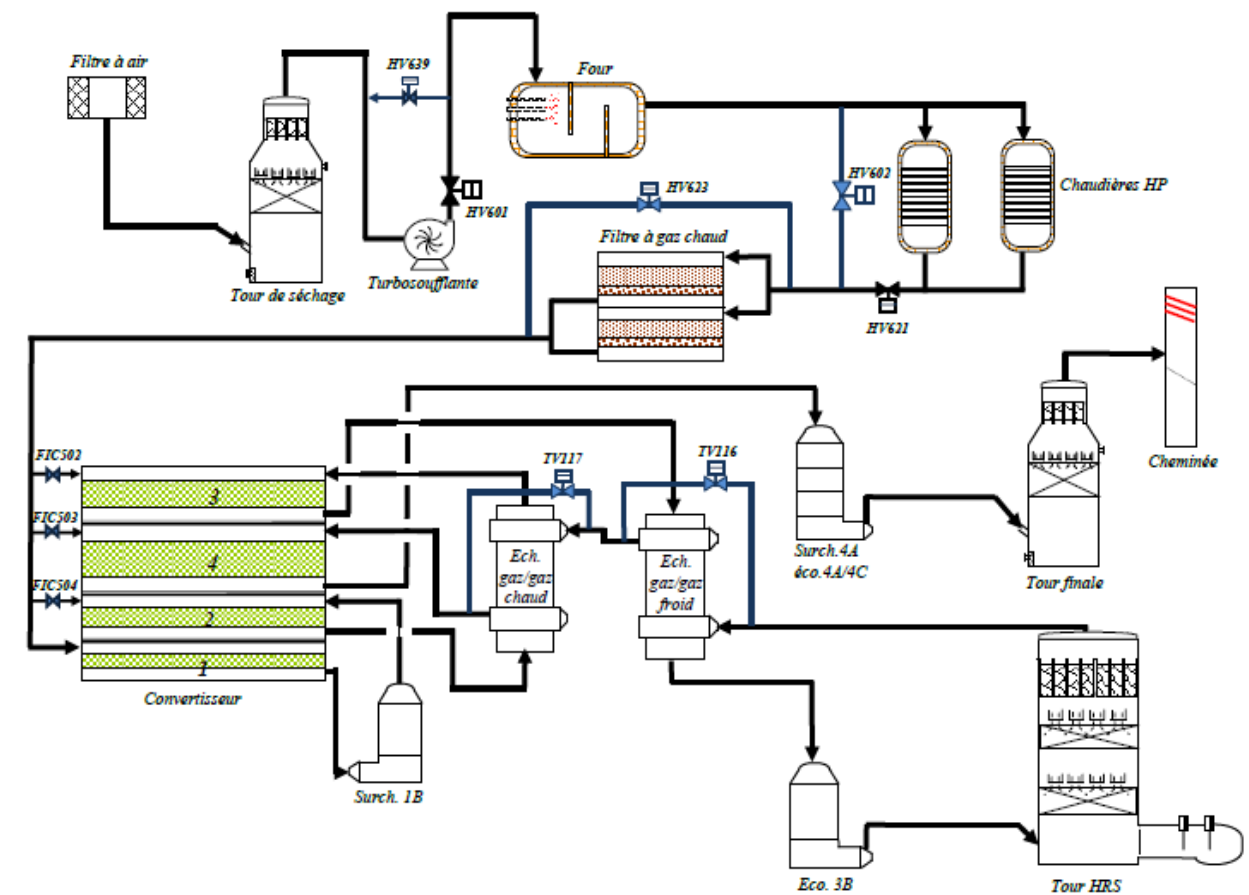 Filtre à air
HV639
Four
HV601
HV623
HV602
Chaudières HP
Filtre à gaz chaud
Tour de séchage
Turbosoufflante
HV621
FIC502
TV117
TV116
Cheminée
3
FIC503
4
Ech.
gaz/gaz
chaud
Ech.
gaz/gaz
froid
Surch.4A
éco.4A/4C
Tour finale
FIC504
2
1
Convertisseur
Surch. 1B
Eco. 3B
Tour HRS